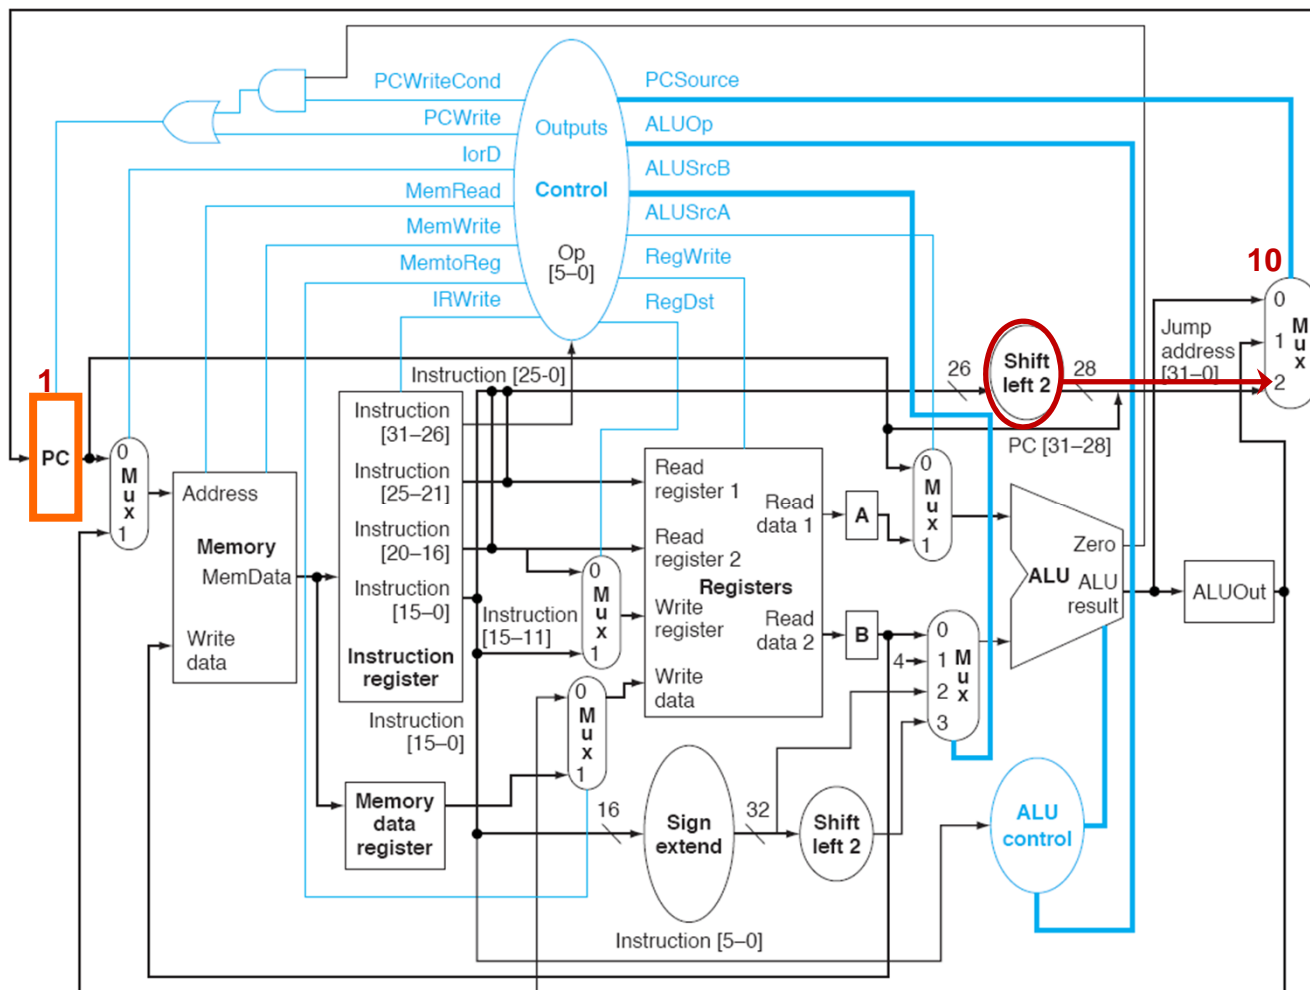 PCWriteCond
PCWrite
IorD
MemRead
MemWrite
MemtoReg
IRWrite
Outputs
Control
Op
[5–0]
PCSource
ALUOp
ALUSrcB
ALUSrcA
RegWrite
RegDst
10
1
PC
0
M
u
x
1
Address
Memory
MemData
Write
data
Instruction [25-0]
Instruction
[31–26]
Instruction
[25–21]
Instruction
[20–16]
Instruction
[15–0]
Instruction
register
Instruction
[15–0]
Instruction
[15–11]
0
M
u
x
1
0
M
u
x
1
Memory
data
register
Read
register 1
Read
register 2
Registers
Write
register
Write
data
Read
data 1
Read
data 2
A
B
4
0
M
u
x
1
0
1
2
3
M
u
x
16
Sign
extend
32
Shift
left 2
Instruction [5–0]
26
Shift
left 2
28
Jump
address
[31–0]
PC [31–28]
0
1
2
M
u
x
Zero
ALU
ALU
result
ALUOut
ALU
control